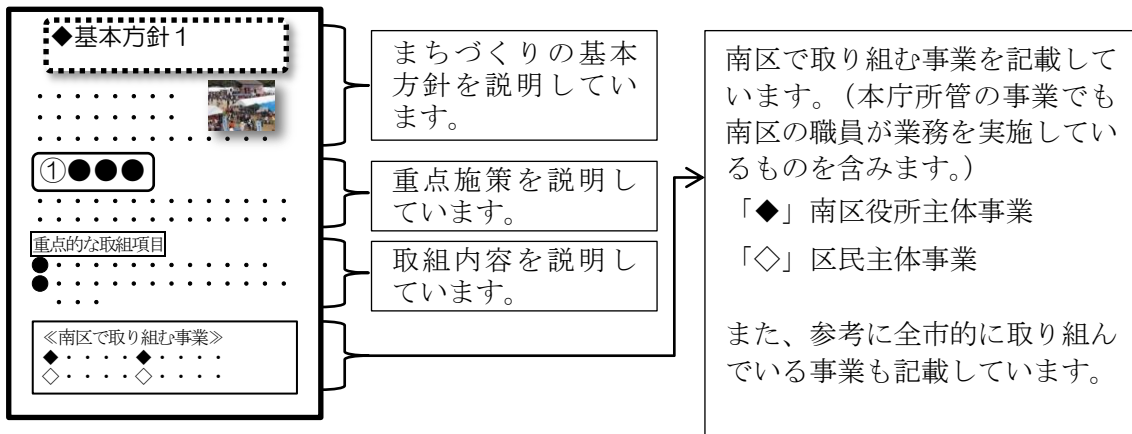 ◆基本方針１
・・・・・・・・
・・・・・・・・
・・・・・・・・・・・・・・
①●●●
・・・・・・・・・・・・・・
・・・・・・・・・・・・・・
重点的な取組項目
●・・・・・・・・・・・・・
●・・・・・・・・・・・・・
・・・
≪南区で取り組む事業≫
◆・・・・◆・・・・
◇・・・・◇・・・・
まちづくりの基本
方針を説明してい
ます。
重点施策を説明し
ています。
取組内容を説明し
ています。
南区で取り組む事業を記載して
います。（本庁所管の事業でも
南区の職員が業務を実施してい
るものを含みます。）
「◆」南区役所主体事業
「◇」区民主体事業
また、参考に全市的に取り組ん
でいる事業も記載しています。